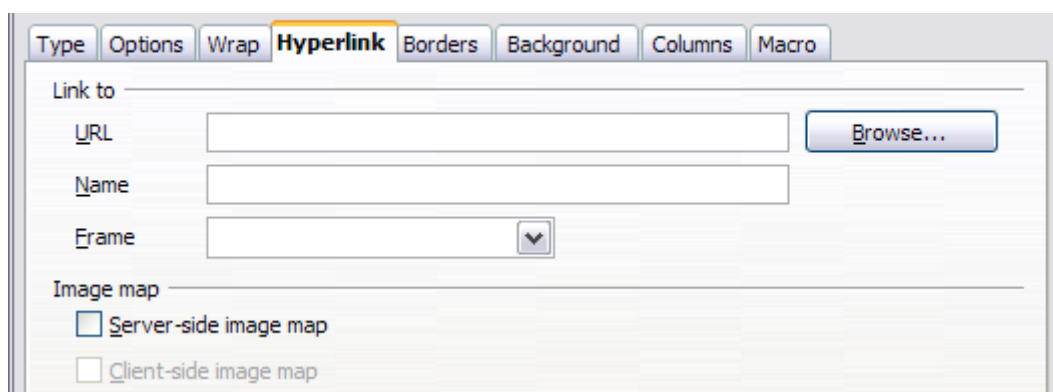 Type Options Wrap Hyperlink Borders Background Columns Macro
Link to
URL Browse...
Name
Frame
Image map
Server-side image map
Client-side image map